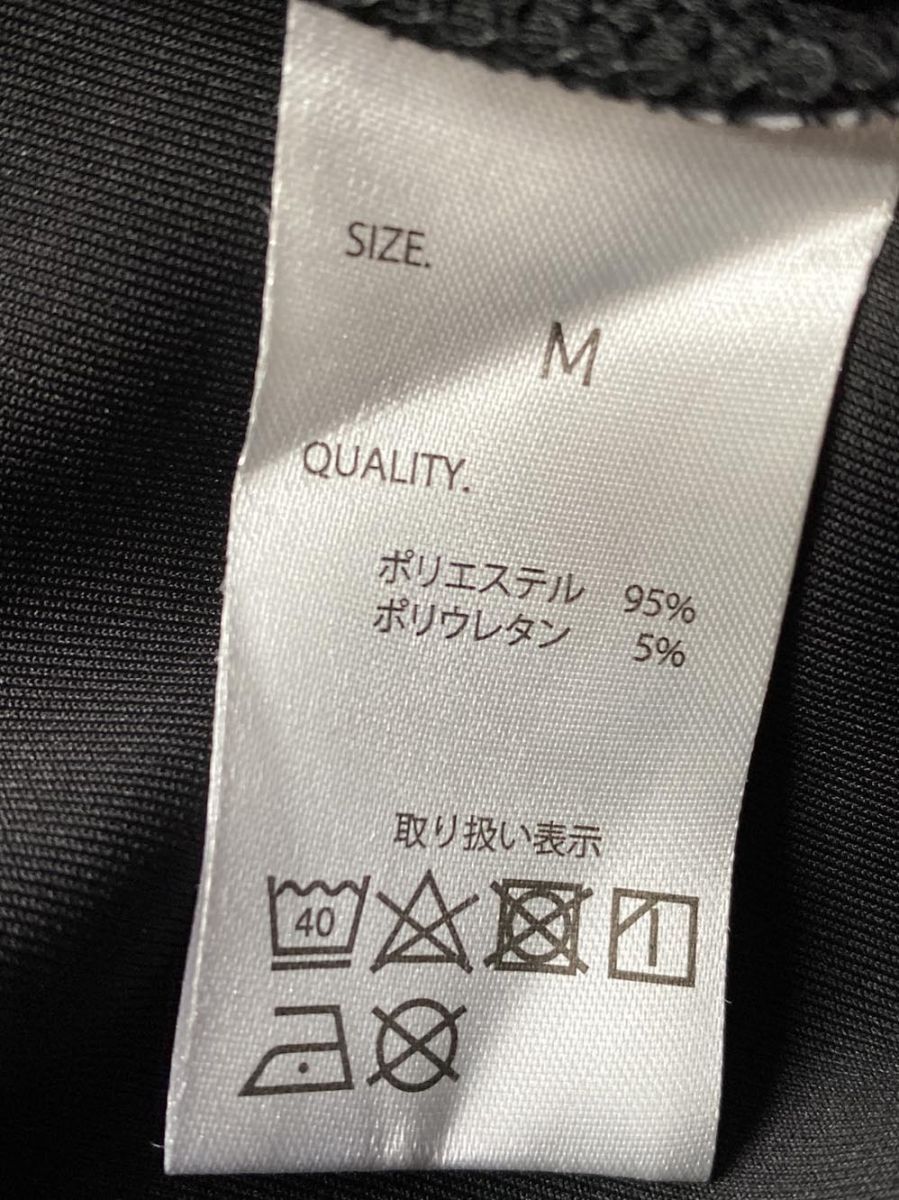 SIZE.
M
QUALITY.
ポリエステル 95%
ポリウレタン 5%
取り扱い表示
40